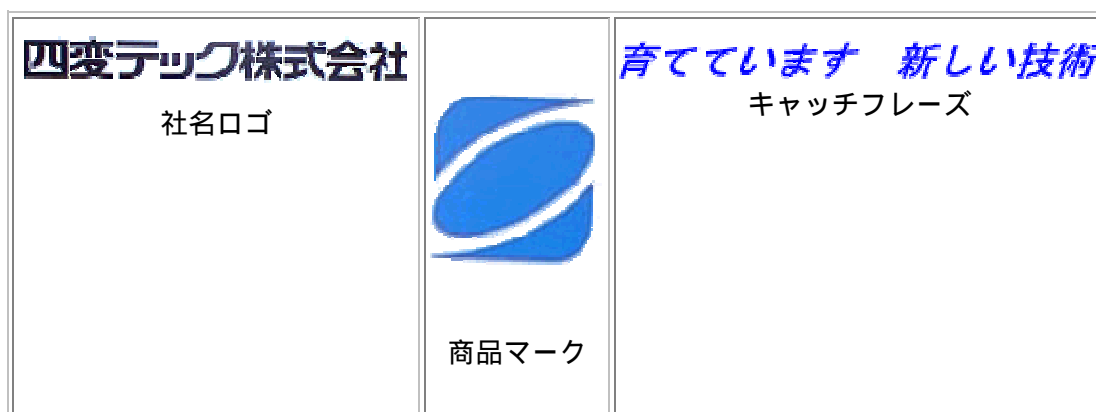 四変テック株式会社
社名ロゴ
商品マーク
育てています　新しい技術
キャッチフレーズ